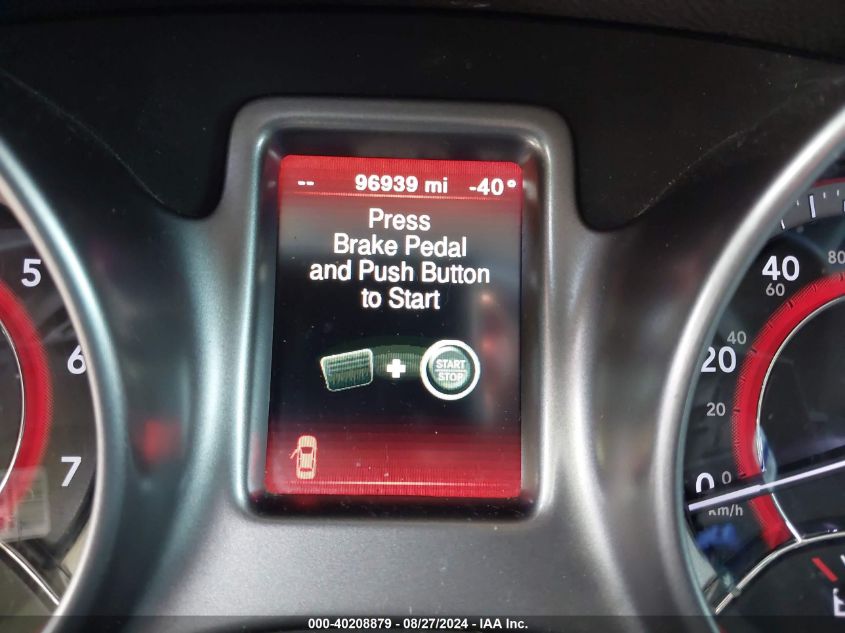 -- 96939 mi -40°
Press
Brake Pedal
and Push Button
to Start
START
STOP
5
6
7
40
60
80
20
40
20
0
0
km/h
000-40208879 - 08/27/2024 - IAA Inc.